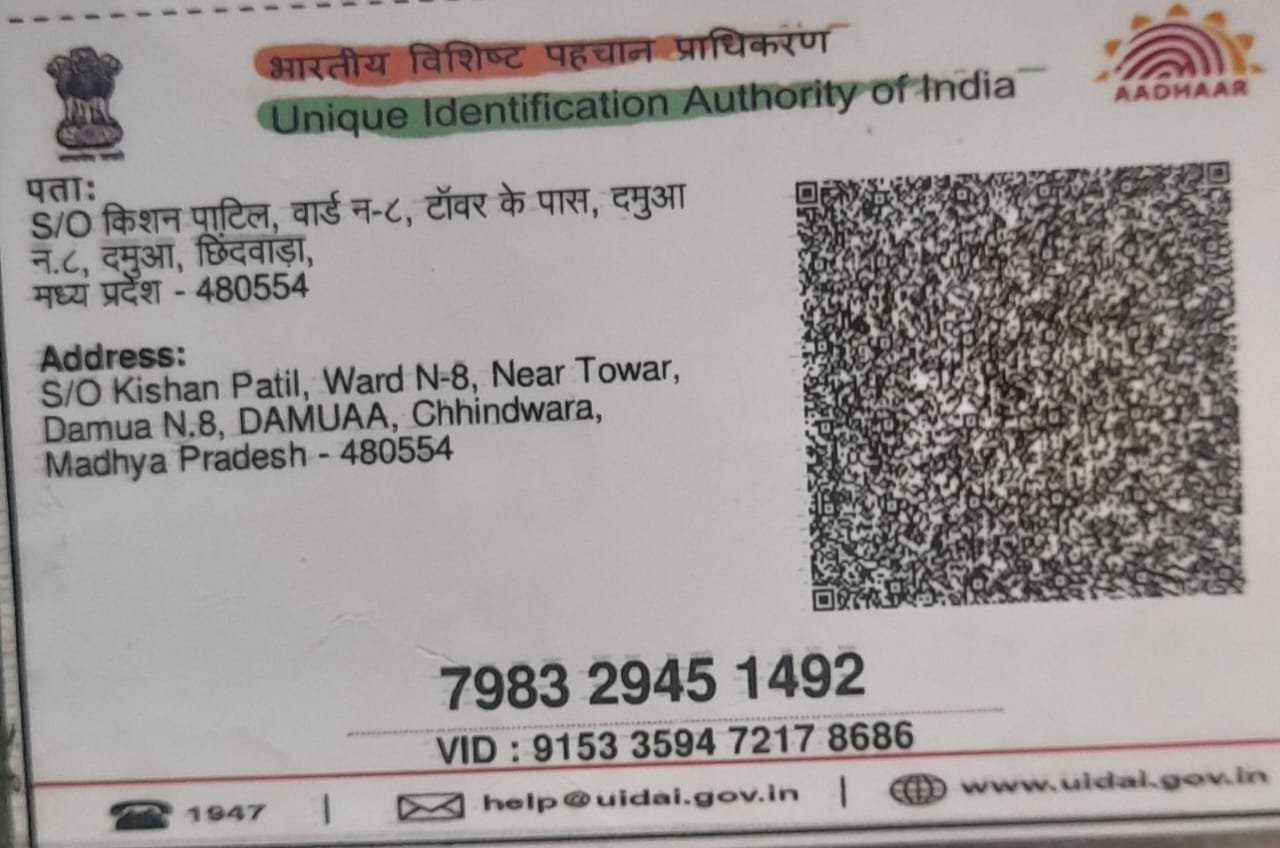 भारतीय विशिष्ट पहचान प्राधिकरण
Unique Identification Authority of India
AADHAAR
पता:
S/O किशन पाटिल, वार्ड न-८, टॉवर के पास, दमुआ
न.८, दमुआ, छिंदवाड़ा,
मध्य प्रदेश - 480554
Address:
S/O Kishan Patil, Ward N-8, Near Towar,
Damua N.8, DAMUAA, Chhindwara,
Madhya Pradesh - 480554
7983 2945 1492
VID : 9153 3594 7217 8686
1947 | help@uidai.gov.in | www.uidai.gov.in